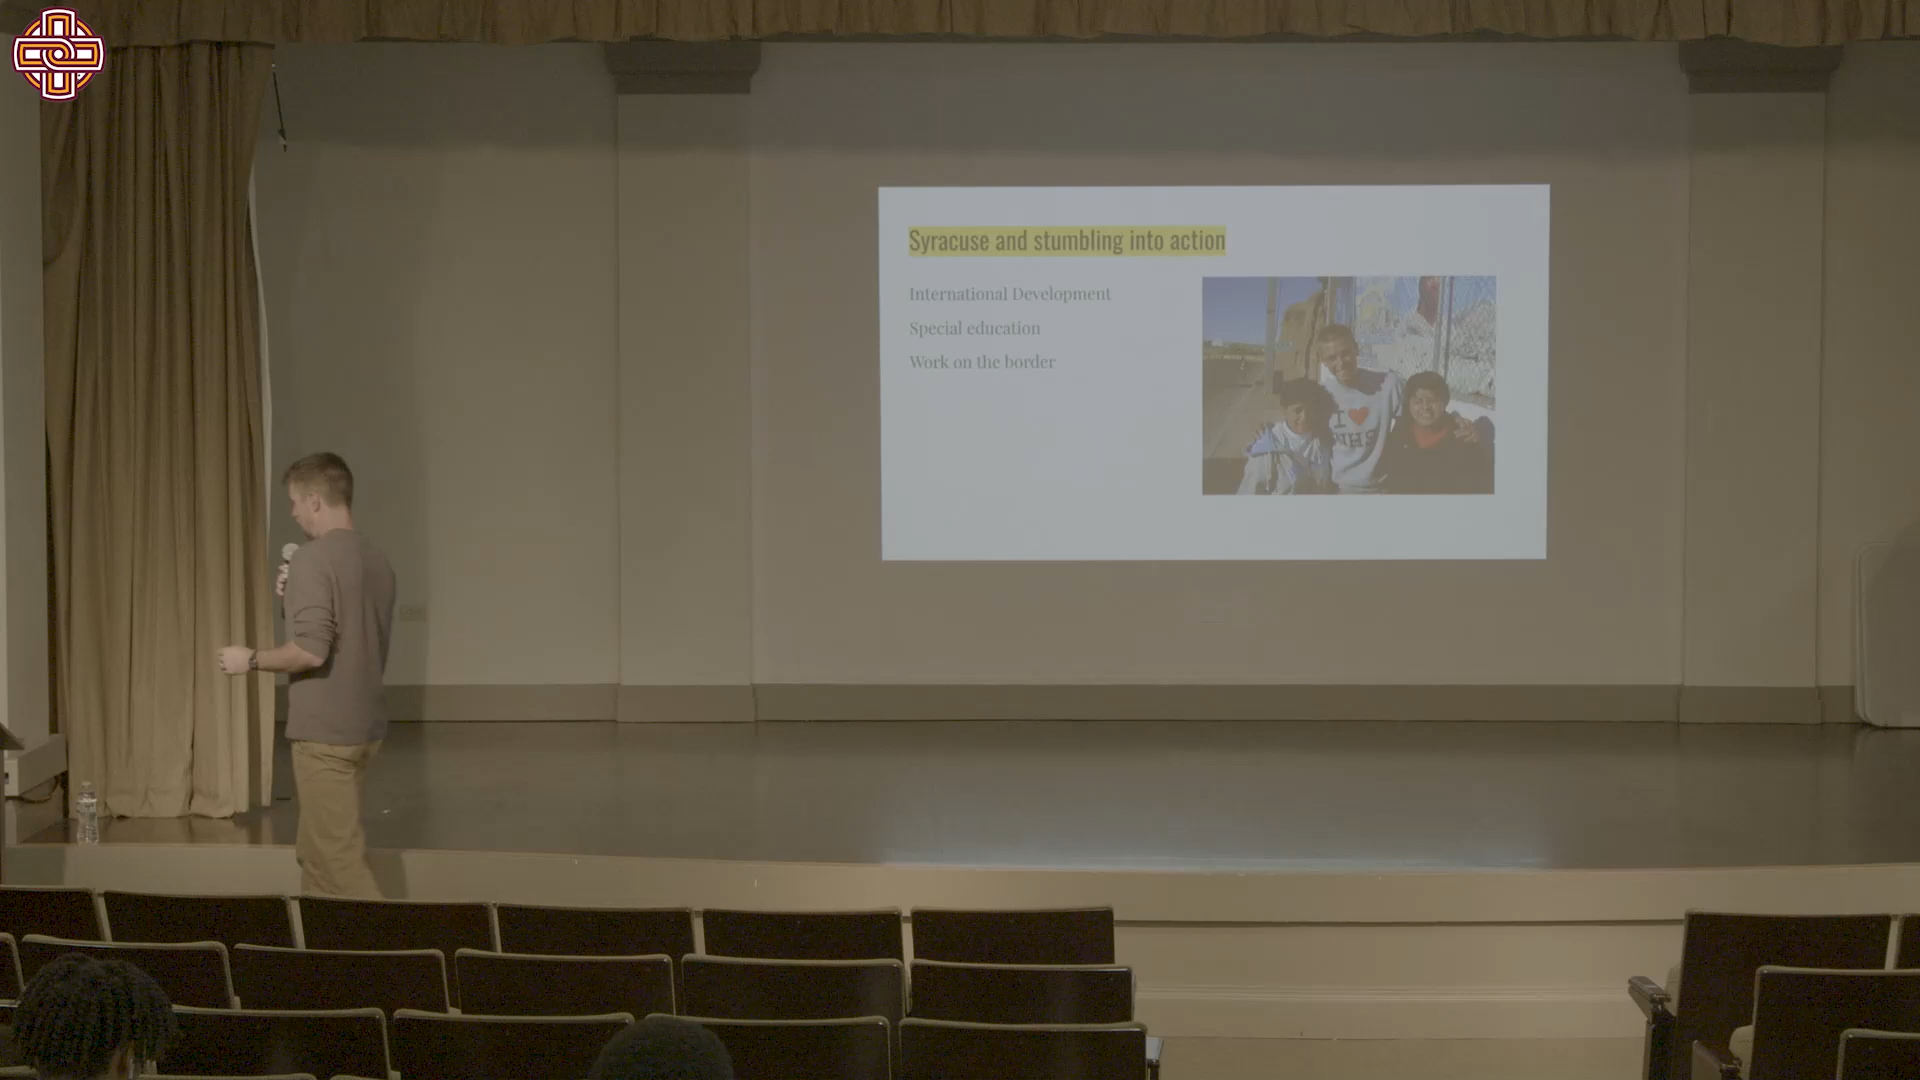 Syracuse and stumbling into action
International Development
Special education
Work on the border
I